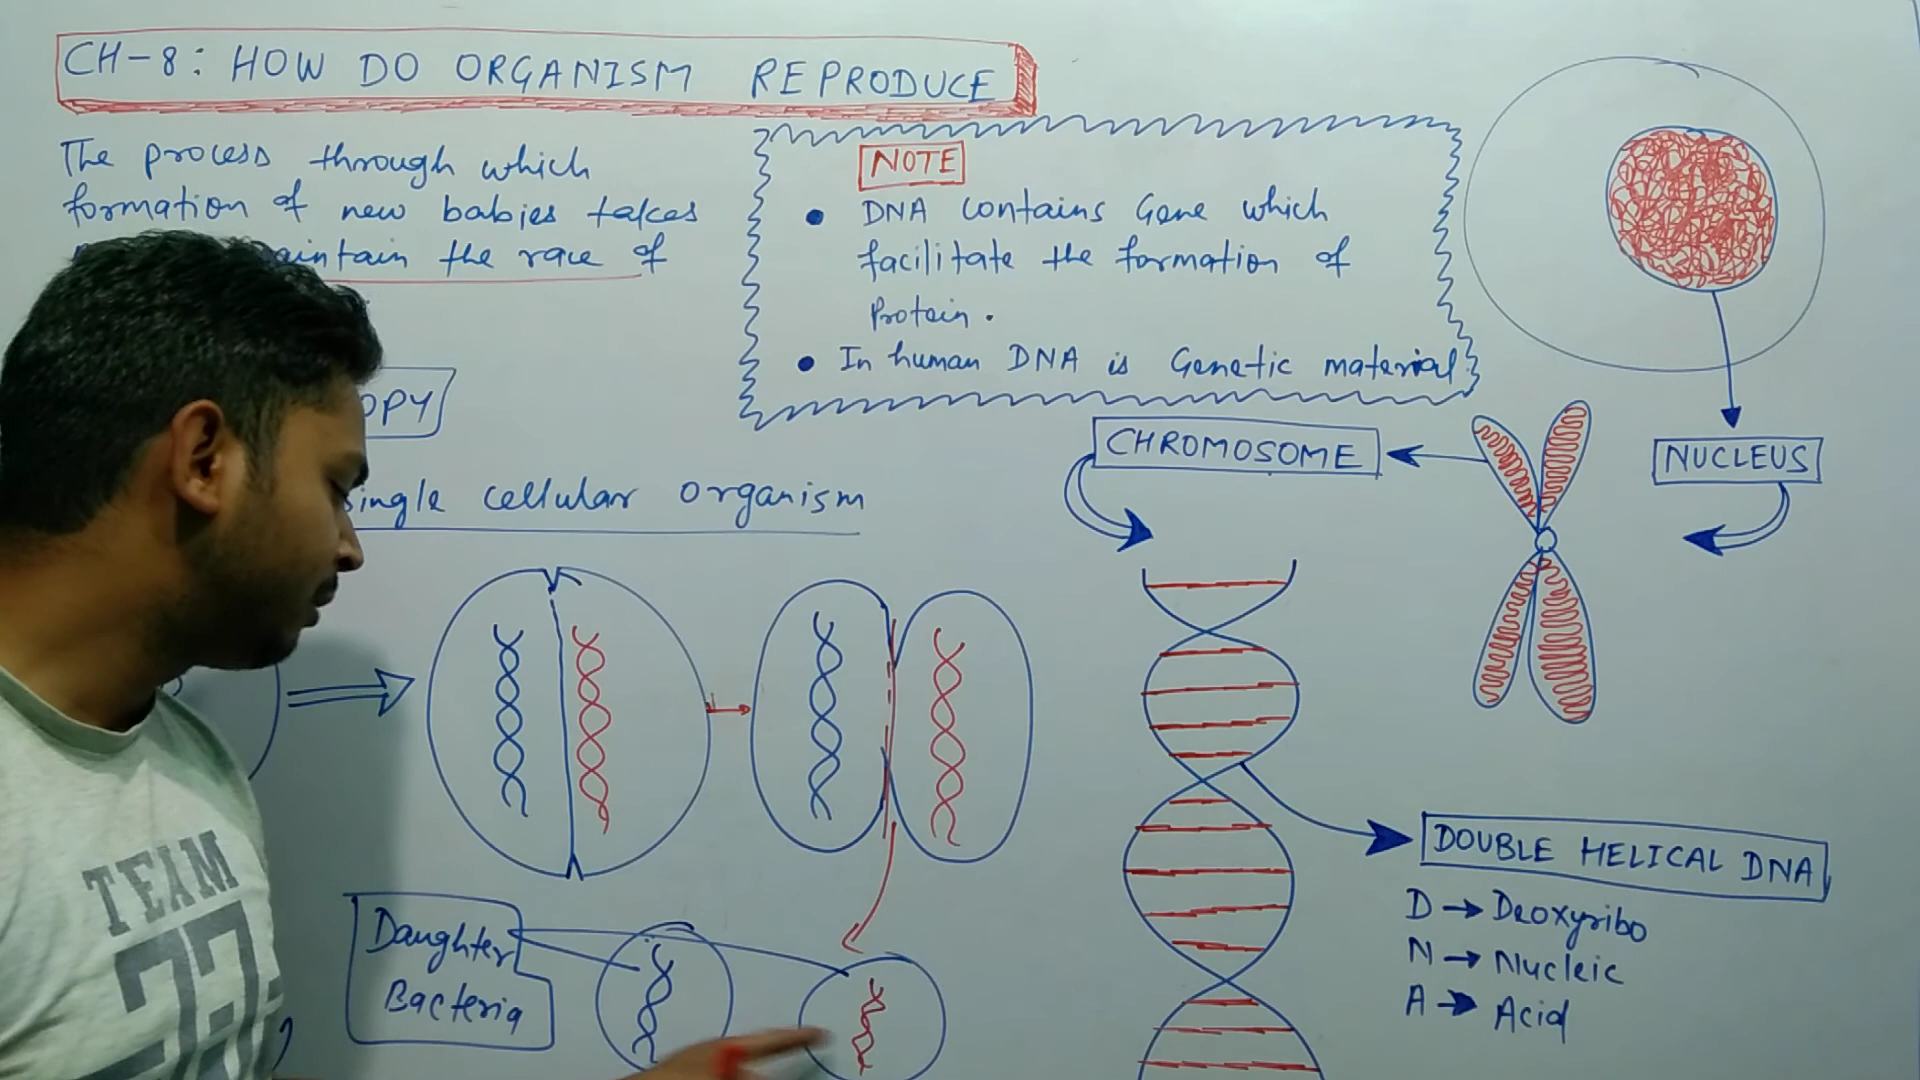 CH-8: HOW DO ORGANISM REPRODUCE
The process through which
formation of new babies takes
aintain the race of
OPY
Single cellular organism
NOTE
• DNA contains Gene which
facilitate the formation of
Protein.
• In human DNA is Genetic material
NUCLEUS
CHROMOSOME
DOUBLE HELICAL DNA
D → Deoxyribo
N → Nucleic
A → Acid
Daughter
Bacteria
TEAM